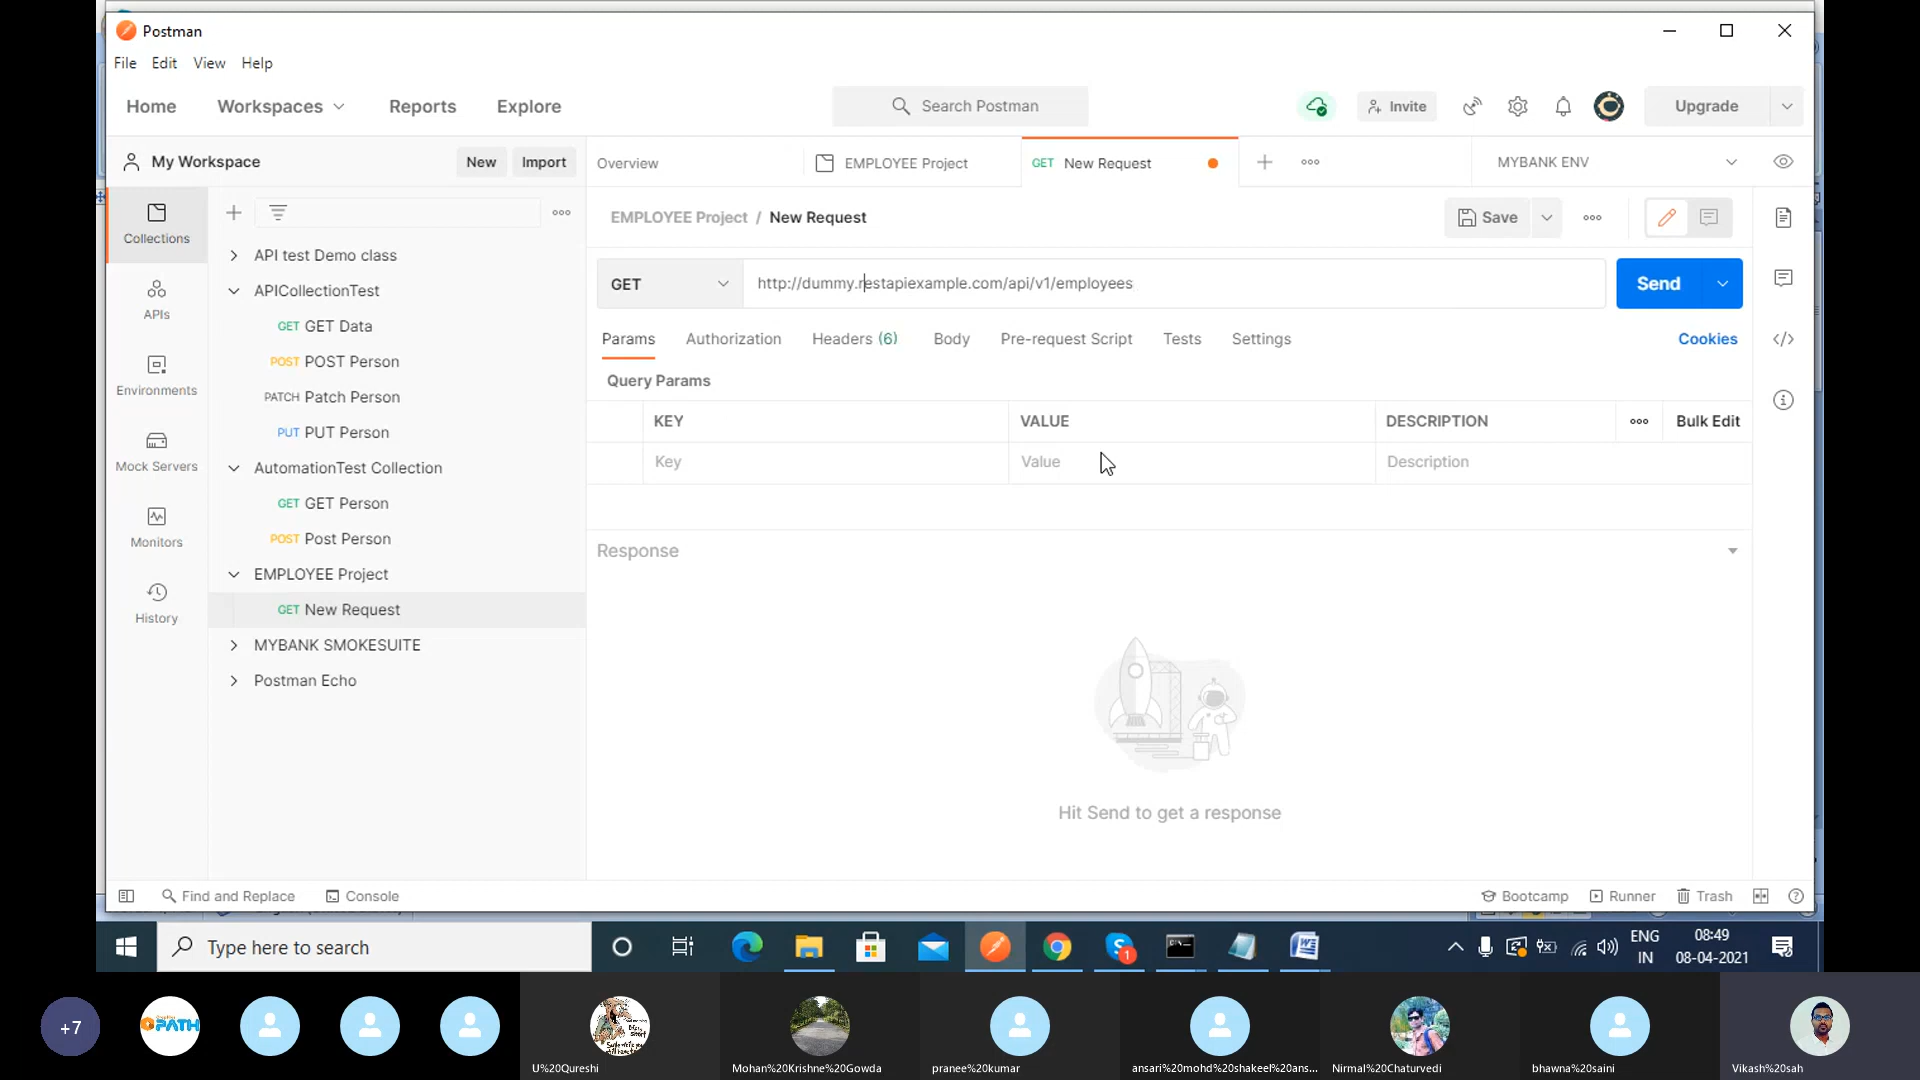 Postman
File Edit View Help
Home Workspaces Reports Explore
Search Postman
Invite
Upgrade
My Workspace New Import
Overview EMPLOYEE Project GET New Request
MYBANK ENV
EMPLOYEE Project / New Request
Save
GET http://dummy.restapiexample.com/api/v1/employees
Send
Params Authorization Headers (6) Body Pre-request Script Tests Settings
Cookies
Query Params
KEY VALUE DESCRIPTION Bulk Edit
Key Value Description
Response
Hit Send to get a response
Collections
APIs
Environments
Mock Servers
Monitors
History
API test Demo class
APICollectionTest
GET GET Data
POST POST Person
PATCH Patch Person
PUT PUT Person
AutomationTest Collection
GET GET Person
POST Post Person
EMPLOYEE Project
GET New Request
MYBANK SMOKESUITE
Postman Echo
Find and Replace Console
Bootcamp Runner Trash
Type here to search
1
ENG
IN
08:49
08-04-2021
+7
PATH
U%20Qureshi
Mohan%20Krishne%20Gowda
pranee%20kumar
ansari%20mohd%20shakeel%20ans...
Nirmal%20Chaturvedi
bhawna%20saini
Vikash%20sah